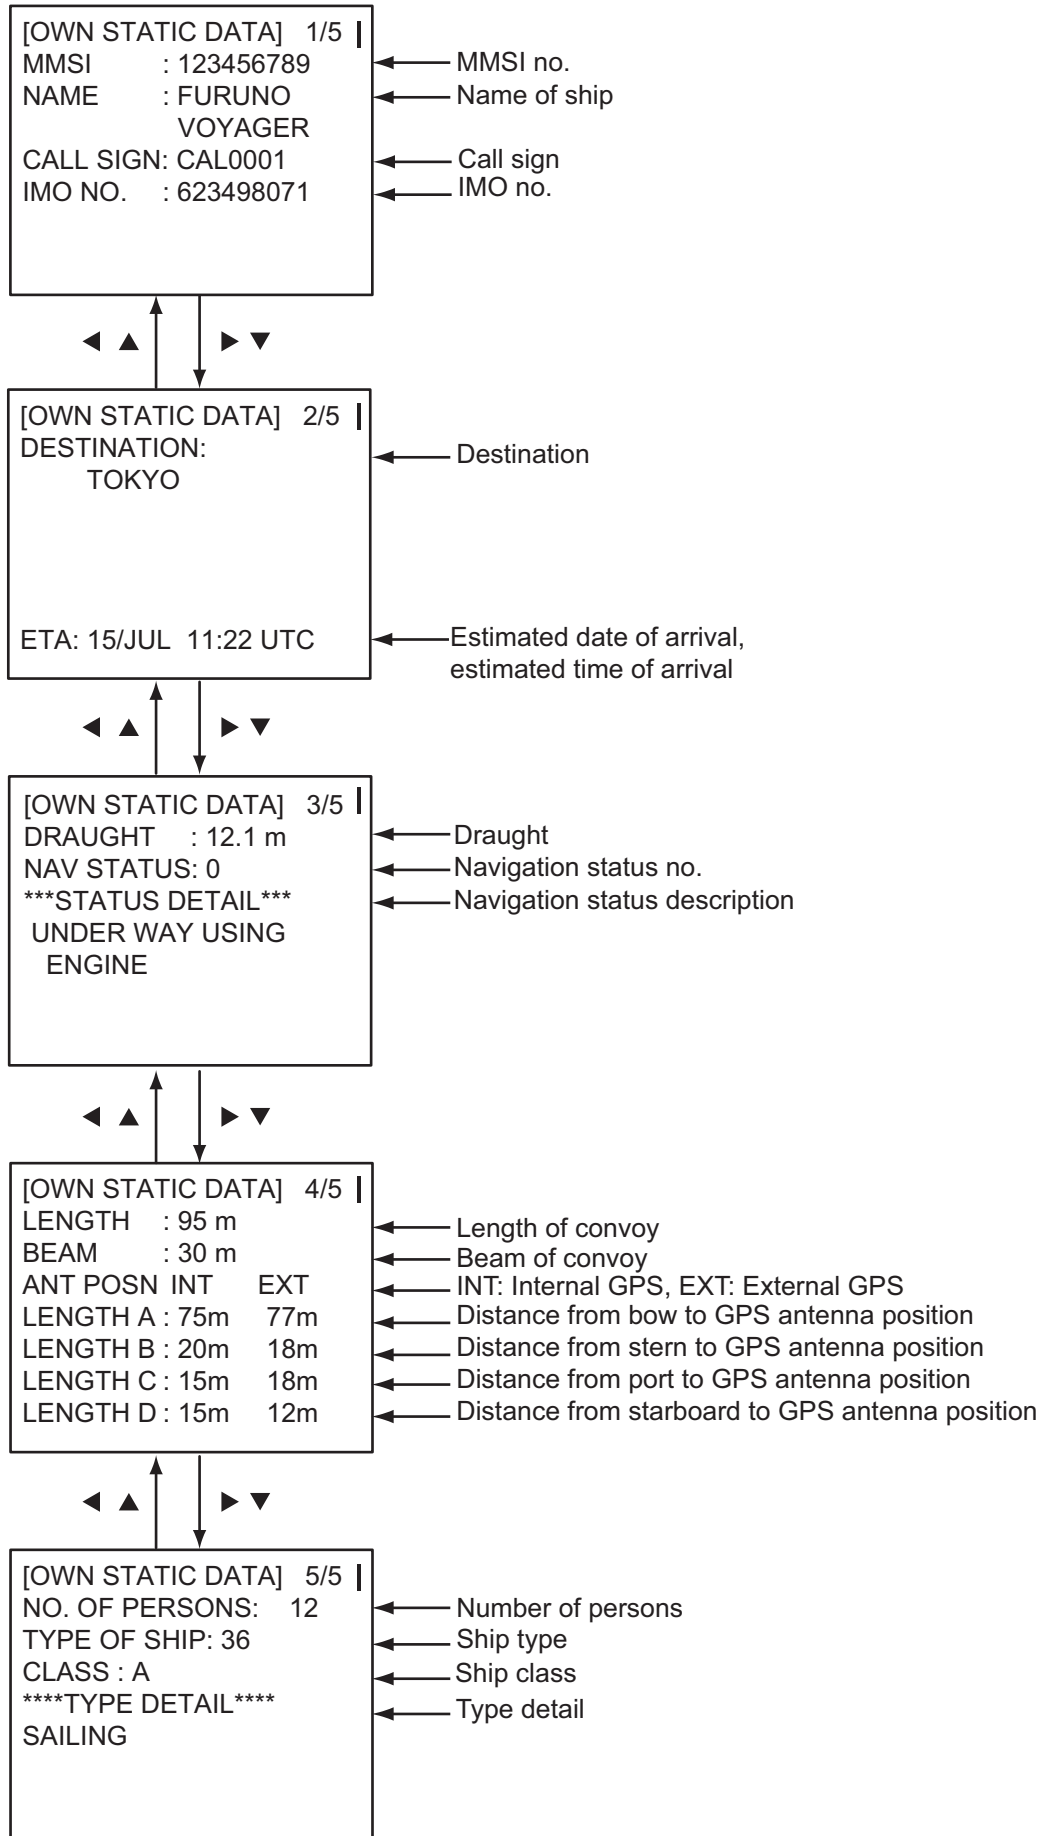 [OWN STATIC DATA] 1/5
MMSI : 123456789
MMSI no.
NAME : FURUNO
Name of ship
VOYAGER
CALL SIGN: CAL0001
Call sign
IMO NO. : 623498071
IMO no.
◀ ▲ ▶ ▼
[OWN STATIC DATA] 2/5
DESTINATION:
Destination
TOKYO
ETA: 15/JUL 11:22 UTC
Estimated date of arrival,
estimated time of arrival
◀ ▲ ▶ ▼
[OWN STATIC DATA] 3/5
DRAUGHT : 12.1 m
Draught
NAV STATUS: 0
Navigation status no.
***STATUS DETAIL***
Navigation status description
UNDER WAY USING
ENGINE
◀ ▲ ▶ ▼
[OWN STATIC DATA] 4/5
LENGTH : 95 m
Length of convoy
BEAM : 30 m
Beam of convoy
ANT POSN INT EXT
INT: Internal GPS, EXT: External GPS
LENGTH A : 75m 77m
Distance from bow to GPS antenna position
LENGTH B : 20m 18m
Distance from stern to GPS antenna position
LENGTH C : 15m 18m
Distance from port to GPS antenna position
LENGTH D : 15m 12m
Distance from starboard to GPS antenna position
◀ ▲ ▶ ▼
[OWN STATIC DATA] 5/5
NO. OF PERSONS: 12
Number of persons
TYPE OF SHIP: 36
Ship type
CLASS : A
Ship class
****TYPE DETAIL****
Type detail
SAILING